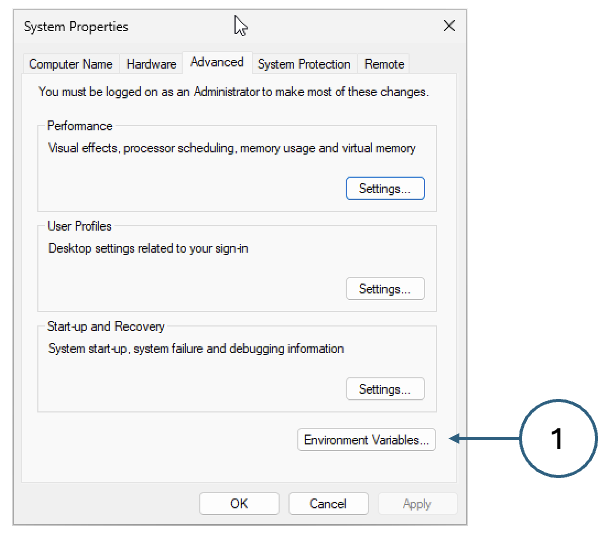 System Properties
Computer Name Hardware Advanced System Protection Remote
You must be logged on as an Administrator to make most of these changes.
Performance
Visual effects, processor scheduling, memory usage and virtual memory
Settings...
User Profiles
Desktop settings related to your sign-in
Settings...
Start-up and Recovery
System start-up, system failure and debugging information
Settings...
Environment Variables...
1
OK Cancel Apply